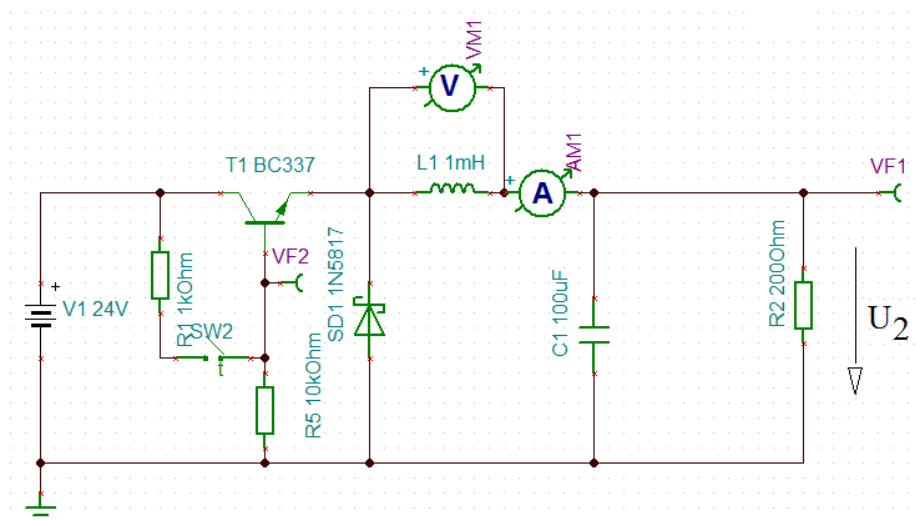 VM1
+
V
T1 BC337
L1 1mH
AM1
+
A
VF1
VF2
+
V1 24V
R1 1kOhm
SW2
t
SD1 1N5817
R5 10kOhm
C1 100uF
R2 200Ohm
U2